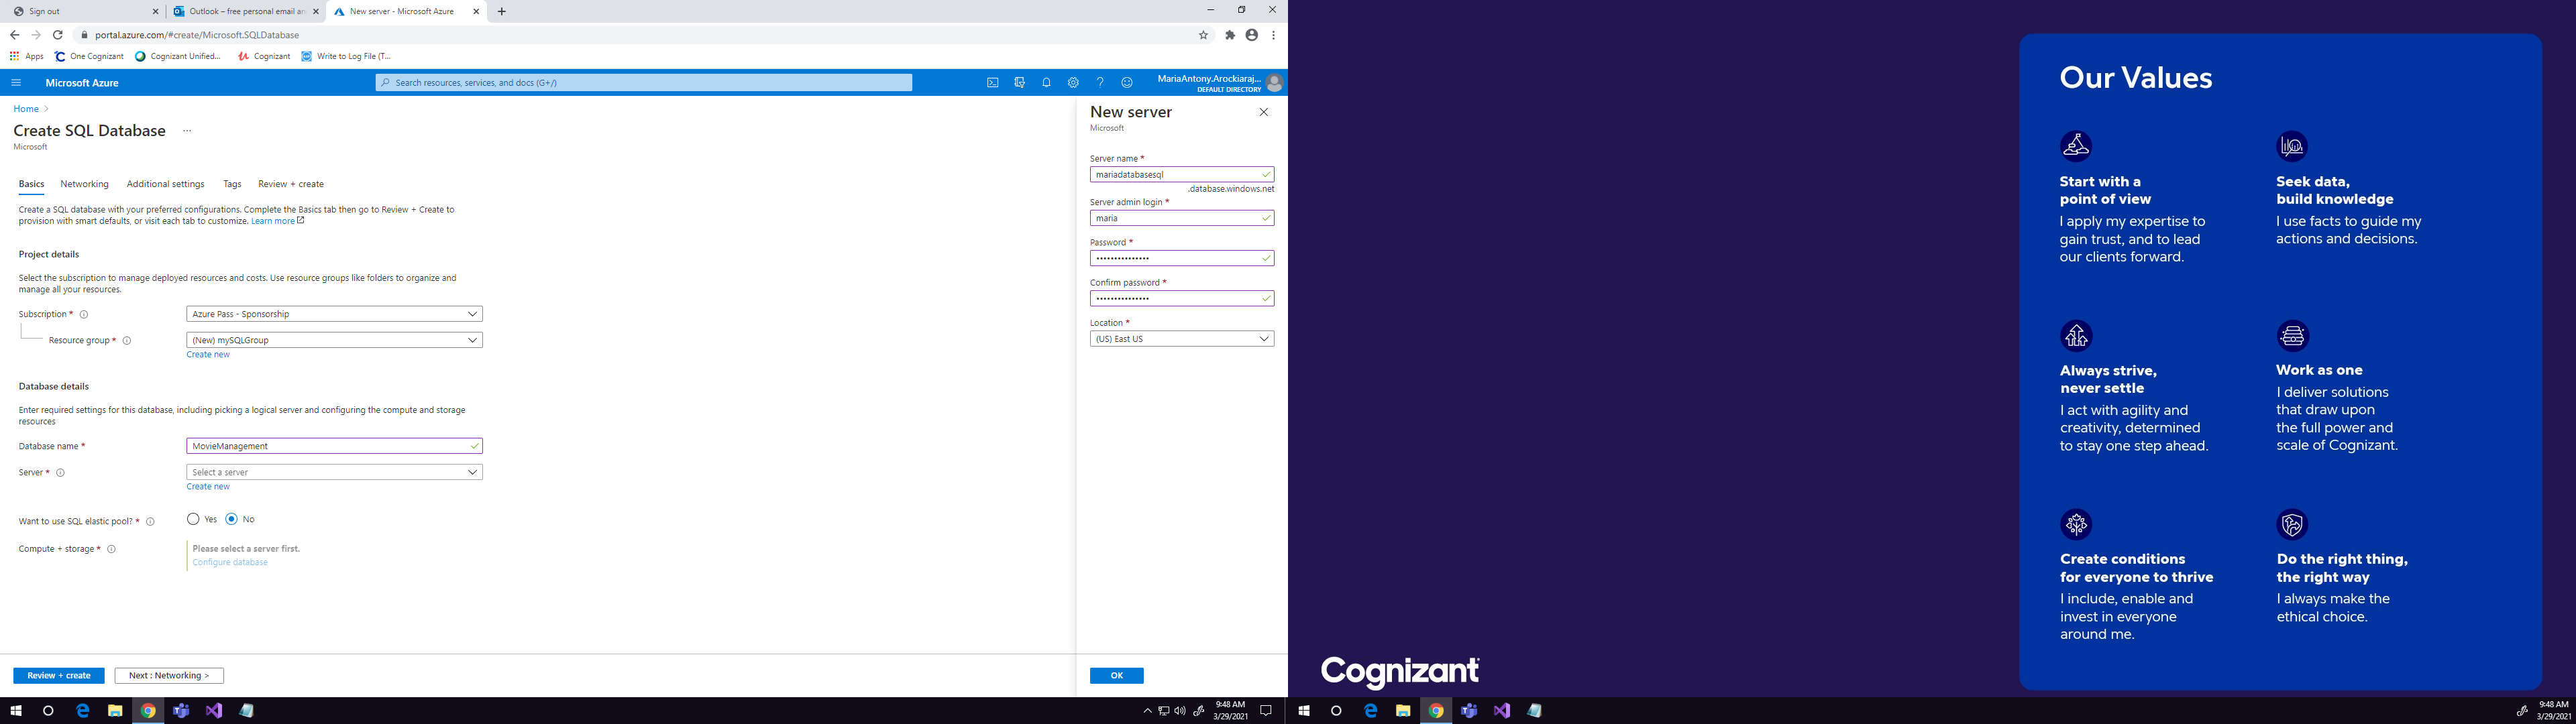 Sign out
Outlook – free personal email an
New server - Microsoft Azure
portal.azure.com/#create/Microsoft.SQLDatabase
Apps
One Cognizant
Cognizant Unified...
Cognizant
Write to Log File (T...
Microsoft Azure
Search resources, services, and docs (G+/)
MariaAntony.Arockiaraj...
DEFAULT DIRECTORY
Home
Create SQL Database ...
Microsoft
Basics
Networking
Additional settings
Tags
Review + create
Create a SQL database with your preferred configurations. Complete the Basics tab then go to Review + Create to
provision with smart defaults, or visit each tab to customize. Learn more
Project details
Select the subscription to manage deployed resources and costs. Use resource groups like folders to organize and
manage all your resources.
Subscription *
Azure Pass - Sponsorship
Resource group *
(New) mySQLGroup
Create new
Database details
Enter required settings for this database, including picking a logical server and configuring the compute and storage
resources
Database name *
MovieManagement
Server *
Select a server
Create new
Want to use SQL elastic pool? *
Yes
No
Compute + storage *
Please select a server first.
Configure database
Review + create
Next : Networking >
New server
Microsoft
Server name *
mariadatabasesql
.database.windows.net
Server admin login *
maria
Password *
Confirm password *
Location *
(US) East US
OK
9:48 AM
3/29/2021
Our Values
Start with a
point of view
I apply my expertise to
gain trust, and to lead
our clients forward.
Seek data,
build knowledge
I use facts to guide my
actions and decisions.
Always strive,
never settle
I act with agility and
creativity, determined
to stay one step ahead.
Work as one
I deliver solutions
that draw upon
the full power and
scale of Cognizant.
Create conditions
for everyone to thrive
I include, enable and
invest in everyone
around me.
Do the right thing,
the right way
I always make the
ethical choice.
Cognizant
9:48 AM
3/29/2021